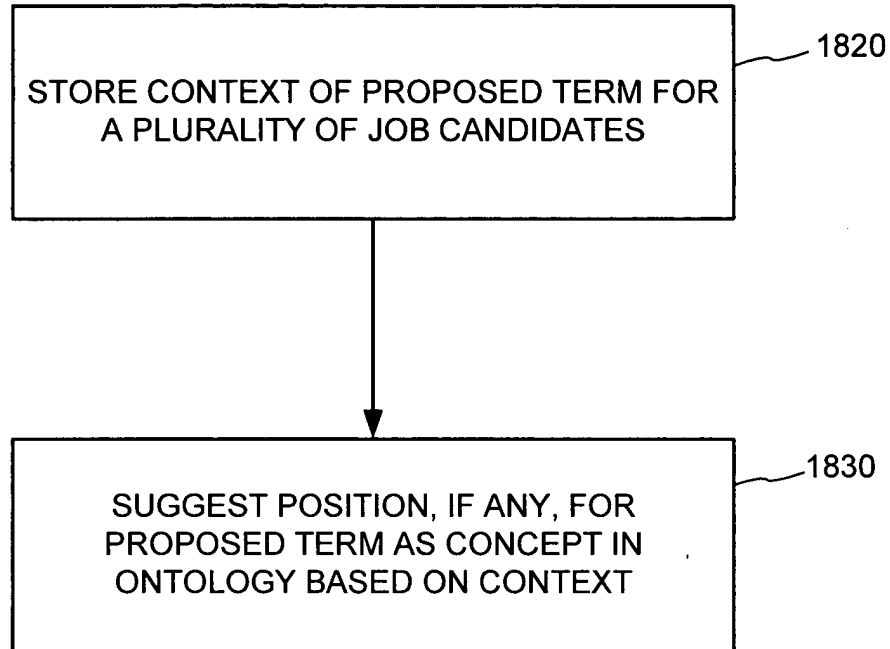 1820
STORE CONTEXT OF PROPOSED TERM FOR
A PLURALITY OF JOB CANDIDATES
1830
SUGGEST POSITION, IF ANY, FOR
PROPOSED TERM AS CONCEPT IN
ONTOLOGY BASED ON CONTEXT